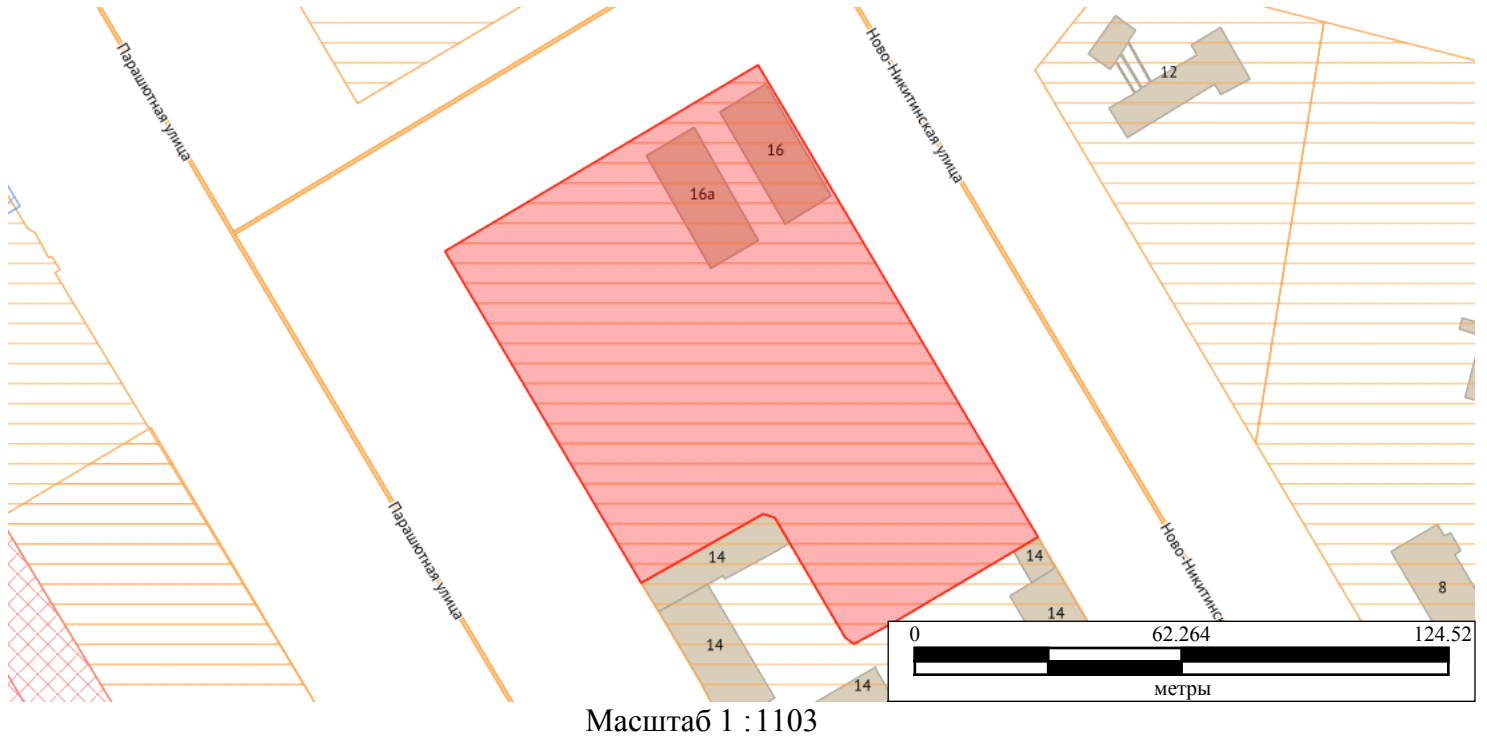 Парашютная улица
Ново-Никитинская улица
12
16
16а
Парашютная улица
Ново-Никитинс
14
14
14
14
14
8
0 62.264 124.52
метры
Масштаб 1 : 1103